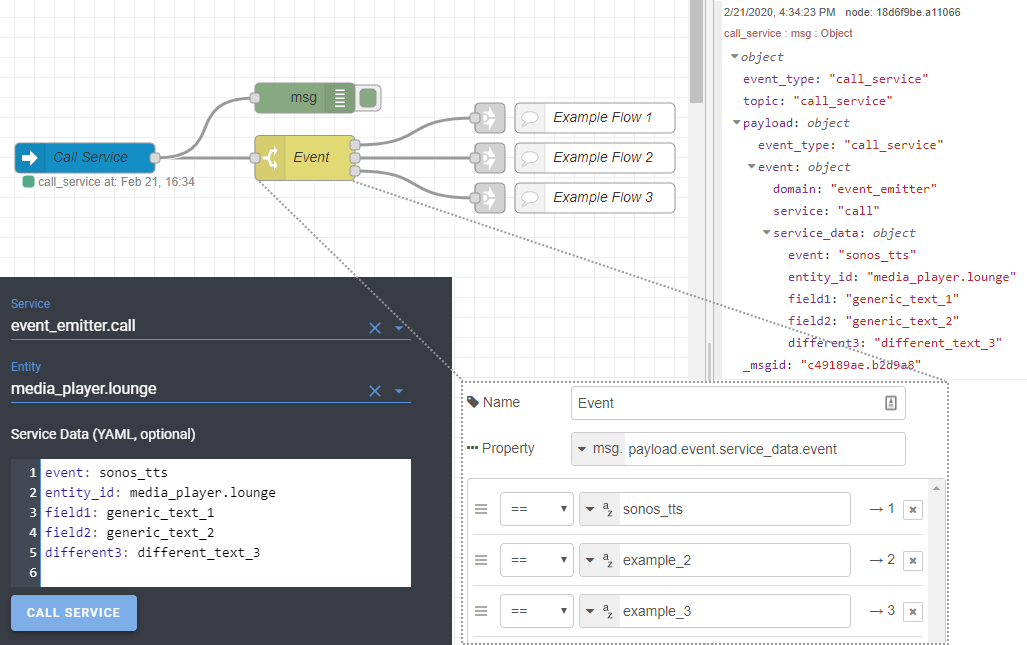 msg
Call Service
call_service at: Feb 21, 16:34
Event
Example Flow 1
Example Flow 2
Example Flow 3
2/21/2020, 4:34:23 PM node: 18d6f9be.a11066
call_service : msg : Object
object
event_type: "call_service"
topic: "call_service"
payload: object
event_type: "call_service"
event: object
domain: "event_emitter"
service: "call"
service_data: object
event: "sonos_tts"
entity_id: "media_player.lounge"
field1: "generic_text_1"
field2: "generic_text_2"
different3: "different_text_3"
_msgid: "c49189ae.b2d9a8"
Service
event_emitter.call
Entity
media_player.lounge
Service Data (YAML, optional)
1 event: sonos_tts
2 entity_id: media_player.lounge
3 field1: generic_text_1
4 field2: generic_text_2
5 different3: different_text_3
6
CALL SERVICE
Name Event
Property msg. payload.event.service_data.event
== az sonos_tts → 1
== az example_2 → 2
== az example_3 → 3